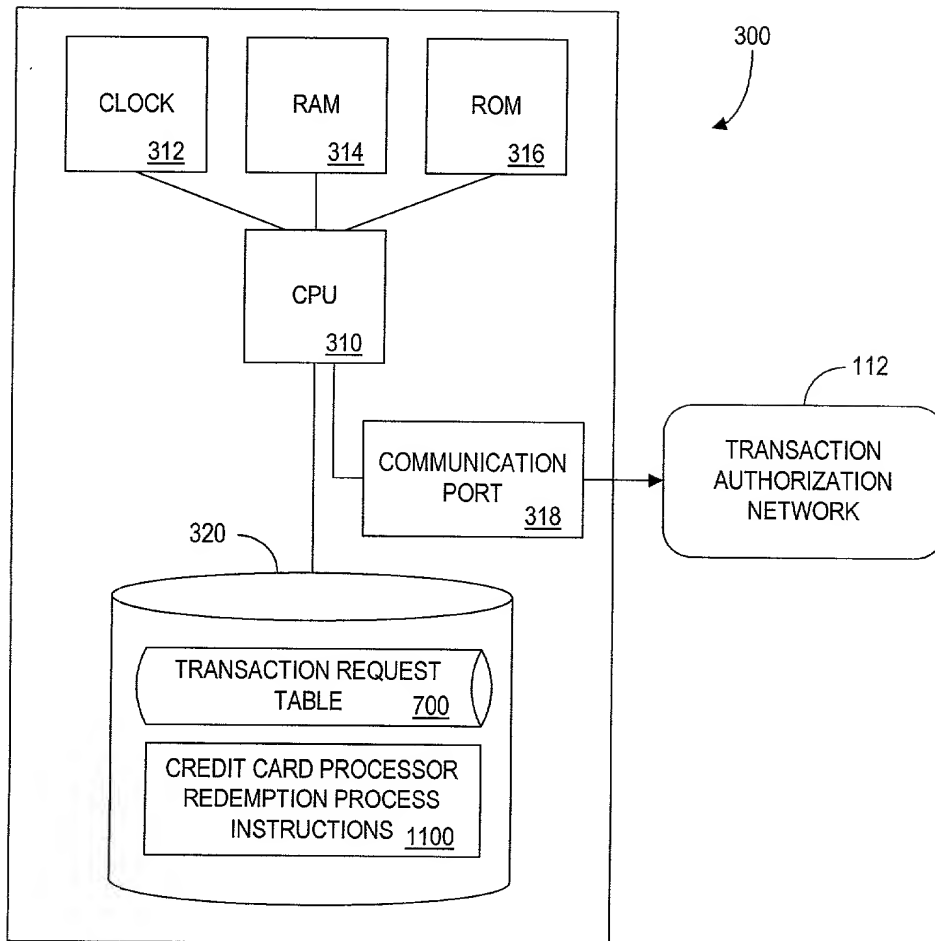 300
CLOCK
312
RAM
314
ROM
316
CPU
310
112
COMMUNICATION
PORT
318
TRANSACTION
AUTHORIZATION
NETWORK
320
TRANSACTION REQUEST
TABLE 700
CREDIT CARD PROCESSOR
REDEMPTION PROCESS
INSTRUCTIONS 1100